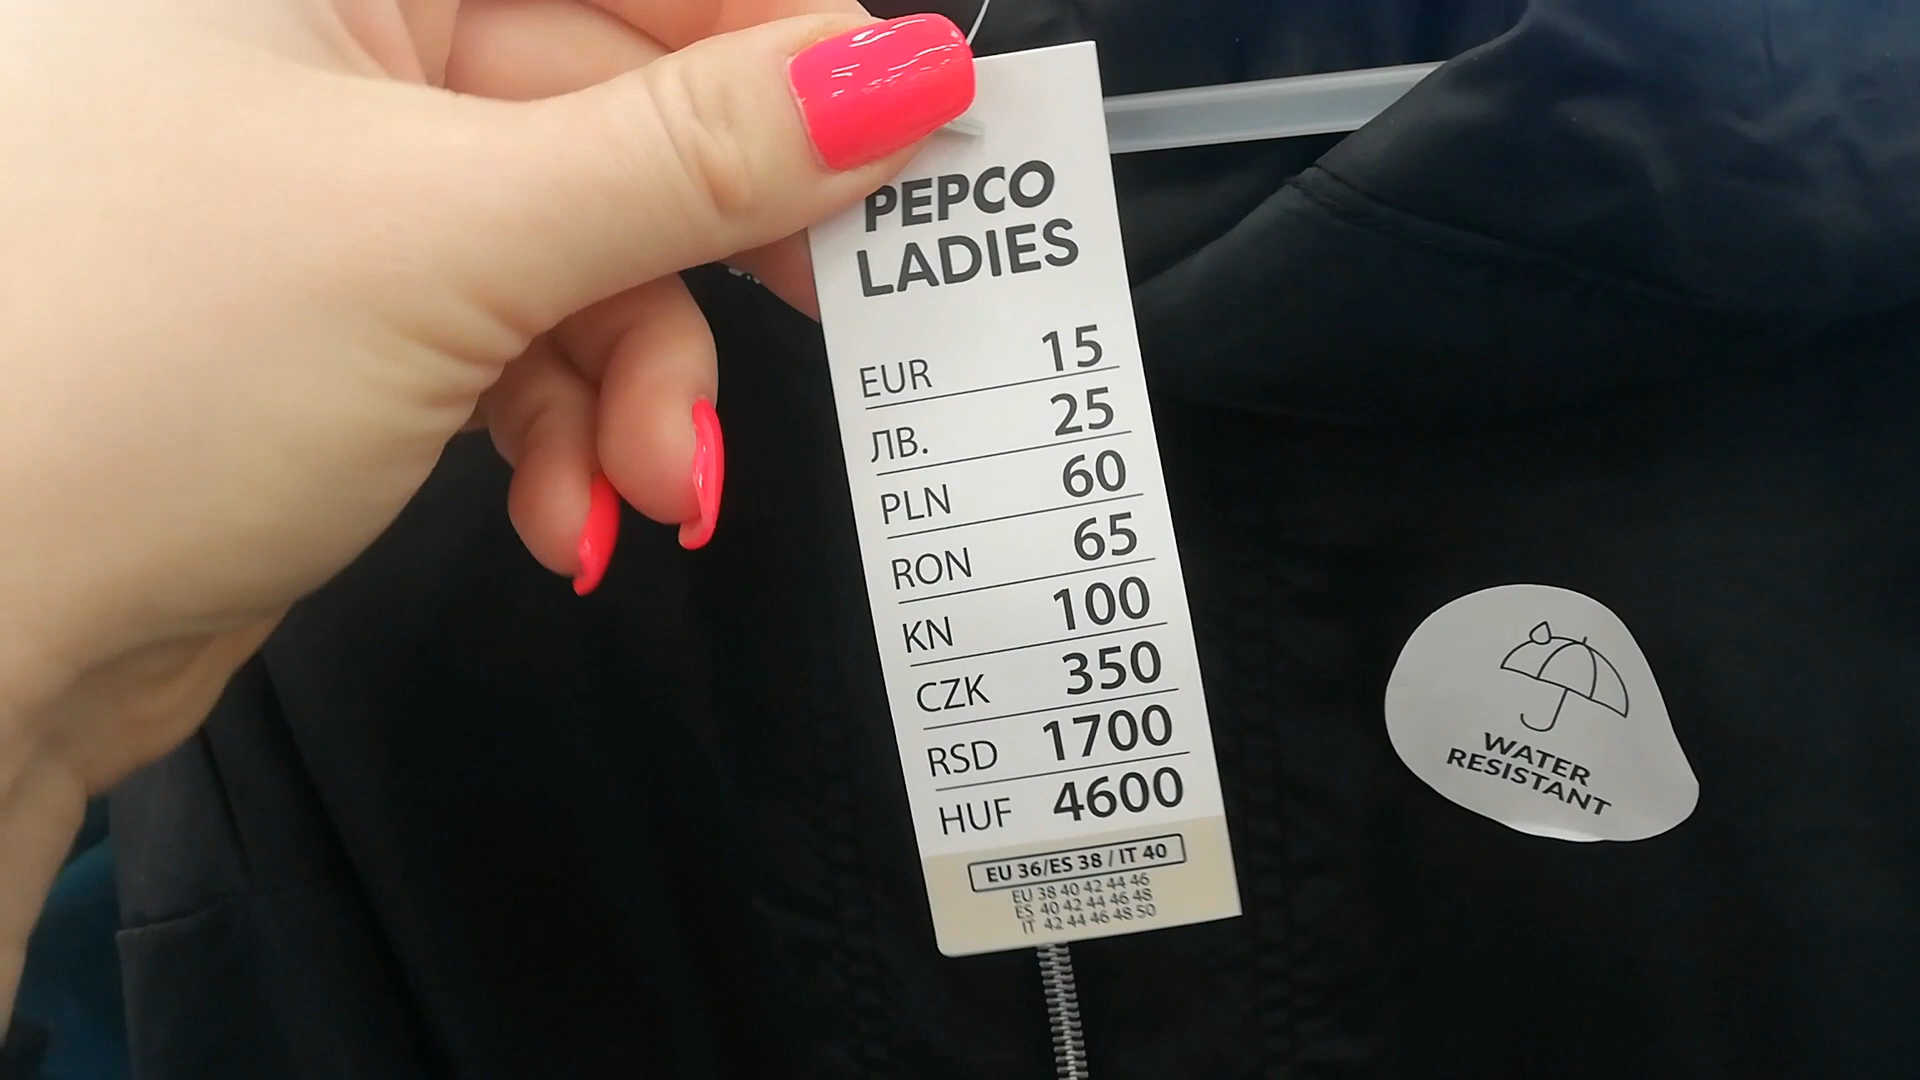 PEPCO
LADIES
EUR 15
ЛВ. 25
PLN 60
RON 65
KN 100
CZK 350
RSD 1700
HUF 4600
EU 36/ES 38 / IT 40
EU 38 40 42 44 46
ES 40 42 44 46 48
IT 42 44 46 48 50
WATER
RESISTANT